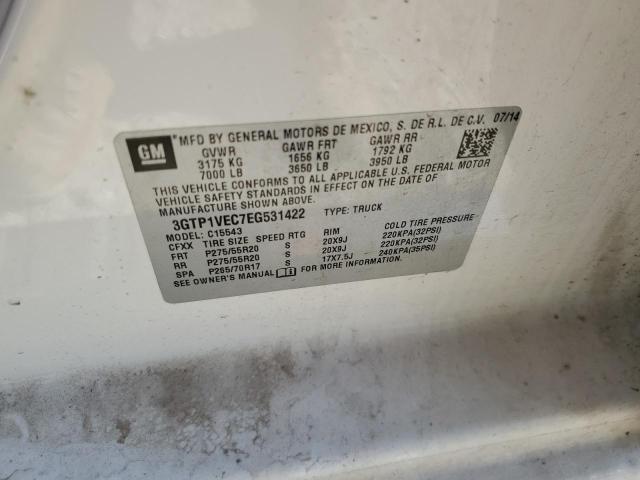 GM
*MFD BY GENERAL MOTORS DE MEXICO, S. DE R.L. DE C.V. 07/14
GVWR GAWR FRT GAWR RR
3175 KG 1656 KG 1792 KG
7000 LB 3650 LB 3950 LB
THIS VEHICLE CONFORMS TO ALL APPLICABLE U.S. FEDERAL MOTOR
VEHICLE SAFETY STANDARDS IN EFFECT ON THE DATE OF
MANUFACTURE SHOWN ABOVE.
3GTP1VEC7EG531422 TYPE: TRUCK
MODEL: C15543
CFXX TIRE SIZE SPEED RTG RIM COLD TIRE PRESSURE
FRT P275/55R20 S 20X9J 220KPA(32PSI)
RR P275/55R20 S 20X9J 220KPA(32PSI)
SPA P265/70R17 S 17X7.5J 240KPA(35PSI)
SEE OWNER'S MANUAL FOR MORE INFORMATION.